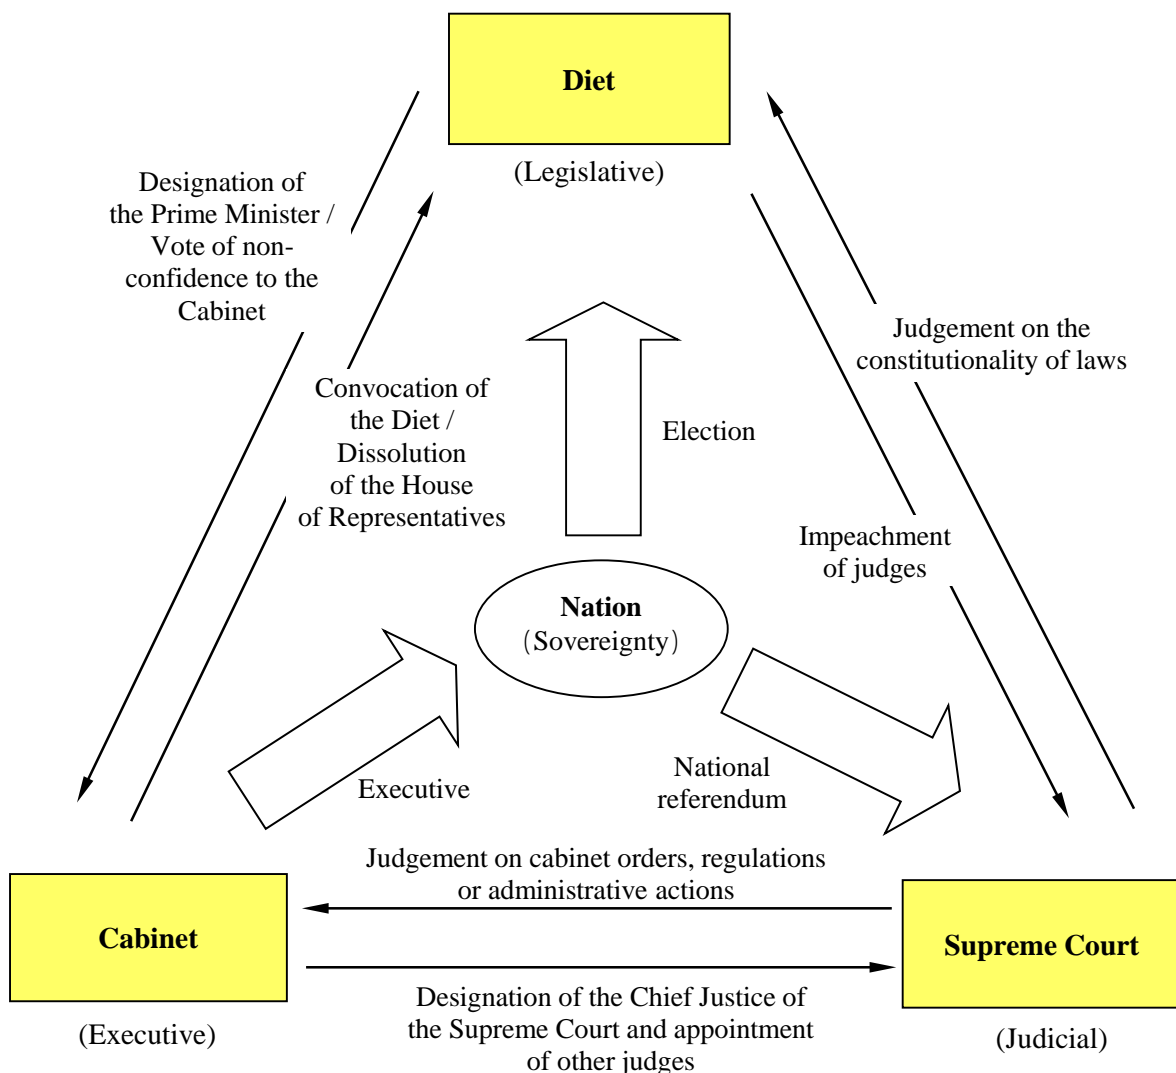 Diet
(Legislative)
Designation of
the Prime Minister /
Vote of non-
confidence to the
Cabinet
Judgement on the
constitutionality of laws
Convocation of
the Diet /
Dissolution
of the House
of Representatives
Election
Impeachment
of judges
Nation
(Sovereignty)
Executive
National
referendum
Judgement on cabinet orders, regulations
or administrative actions
Cabinet
(Executive)
Supreme Court
(Judicial)
Designation of the Chief Justice of
the Supreme Court and appointment
of other judges